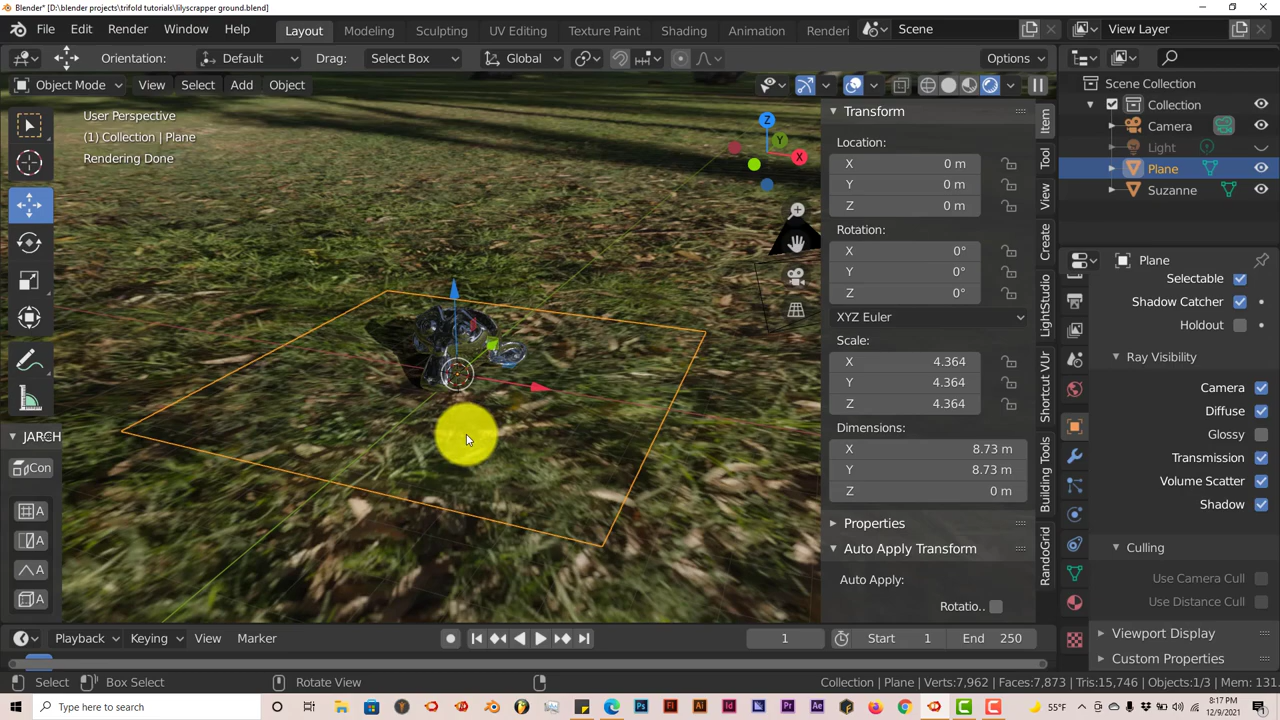 Blender* [D:\blender projects\trifold tutorials\lilyscrapper ground.blend]
File Edit Render Window Help Layout Modeling Sculpting UV Editing Texture Paint Shading Animation Renderi Scene View Layer
Orientation: Default Drag: Select Box Global Options
Object Mode View Select Add Object
User Perspective
(1) Collection | Plane
Rendering Done
Z
Y
X
JARCH
Con
A
A
A
A
Transform
Location:
X 0 m
Y 0 m
Z 0 m
Rotation:
X 0°
Y 0°
Z 0°
XYZ Euler
Scale:
X 4.364
Y 4.364
Z 4.364
Dimensions:
X 8.73 m
Y 8.73 m
Z 0 m
Properties
Auto Apply Transform
Auto Apply:
Rotatio..
Item
Tool
View
Create
LightStudio
Shortcut VUr
Building Tools
RandoGrid
Scene Collection
Collection
Camera
Light
Plane
Suzanne
Plane
Selectable
Shadow Catcher
Holdout
Ray Visibility
Camera
Diffuse
Glossy
Transmission
Volume Scatter
Shadow
Culling
Use Camera Cull
Use Distance Cull
Viewport Display
Custom Properties
Playback Keying View Marker 1 Start 1 End 250
Select Box Select Rotate View Collection | Plane | Verts:7,962 | Faces:7,873 | Tris:15,746 | Objects:1/3 | Mem: 131.
Type here to search 55°F 8:17 PM
12/9/2021